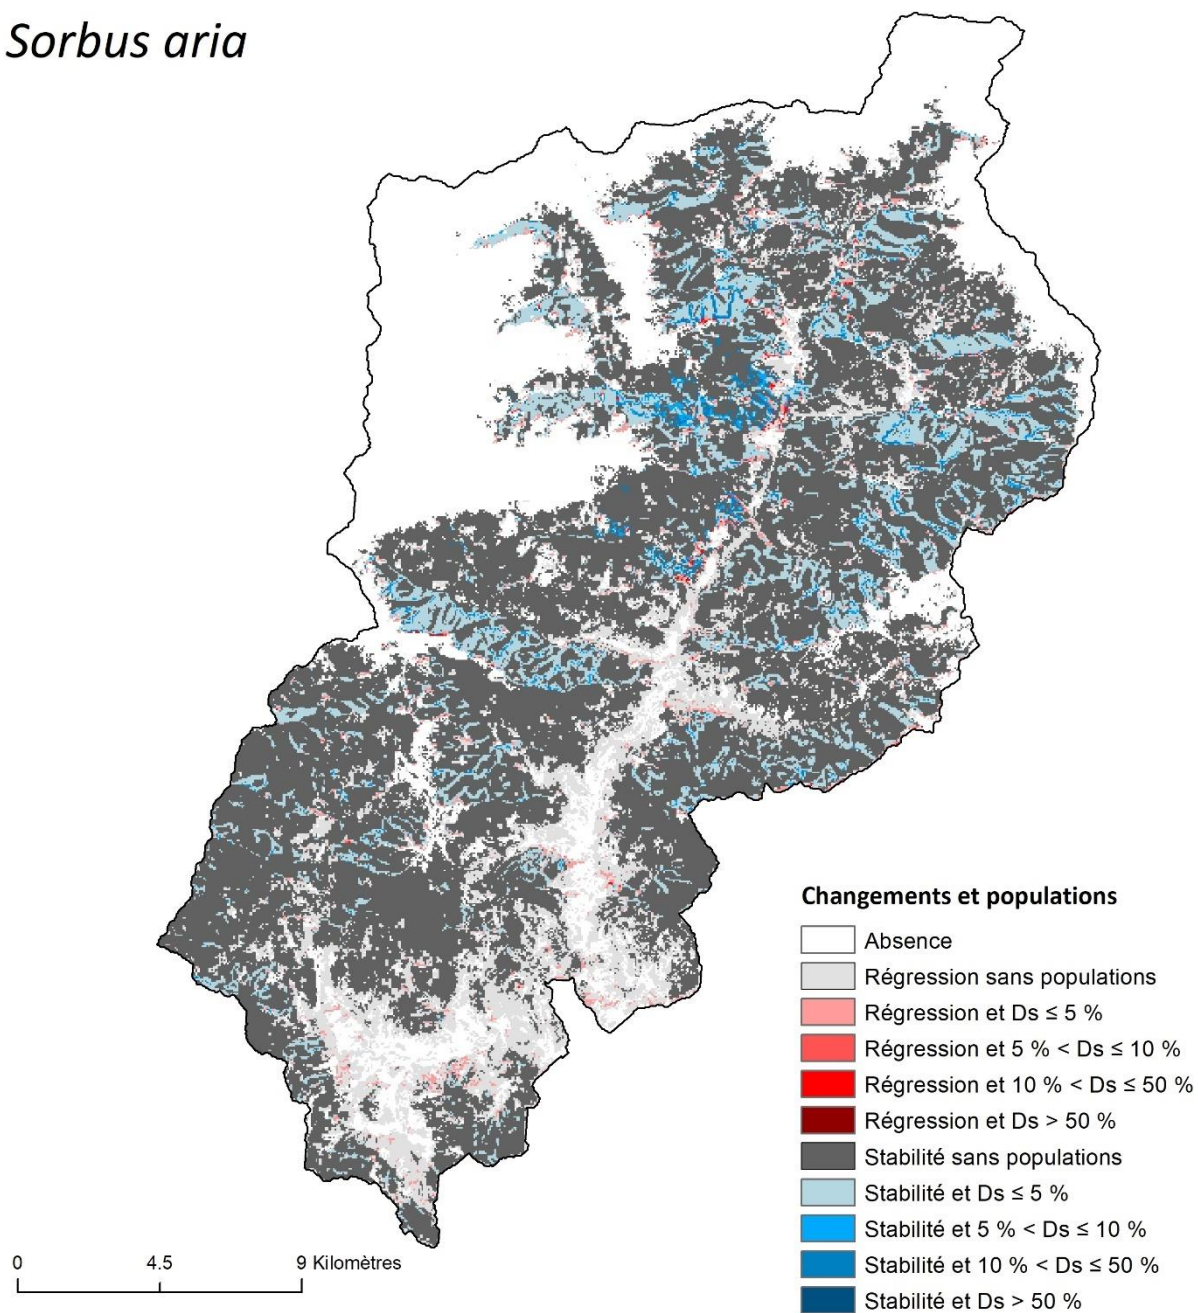 Sorbus aria
Changements et populations
Absence
Régression sans populations
Régression et Ds ≤ 5 %
Régression et 5 % < Ds ≤ 10 %
Régression et 10 % < Ds ≤ 50 %
Régression et Ds > 50 %
Stabilité sans populations
Stabilité et Ds ≤ 5 %
Stabilité et 5 % < Ds ≤ 10 %
Stabilité et 10 % < Ds ≤ 50 %
Stabilité et Ds > 50 %
0 4.5 9 Kilomètres